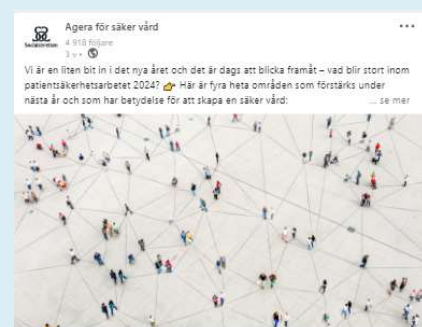 Agera för säker vård
Socialstyrelsen
4 918 följare
3 v •
Vi är en liten bit in i det nya året och det är dags att blicka framåt – vad blir stort inom
patientsäkerhetsarbetet 2024? 👉 Här är fyra heta områden som förstärks under
nästa år och som har betydelse för att skapa en säker vård:
... se mer